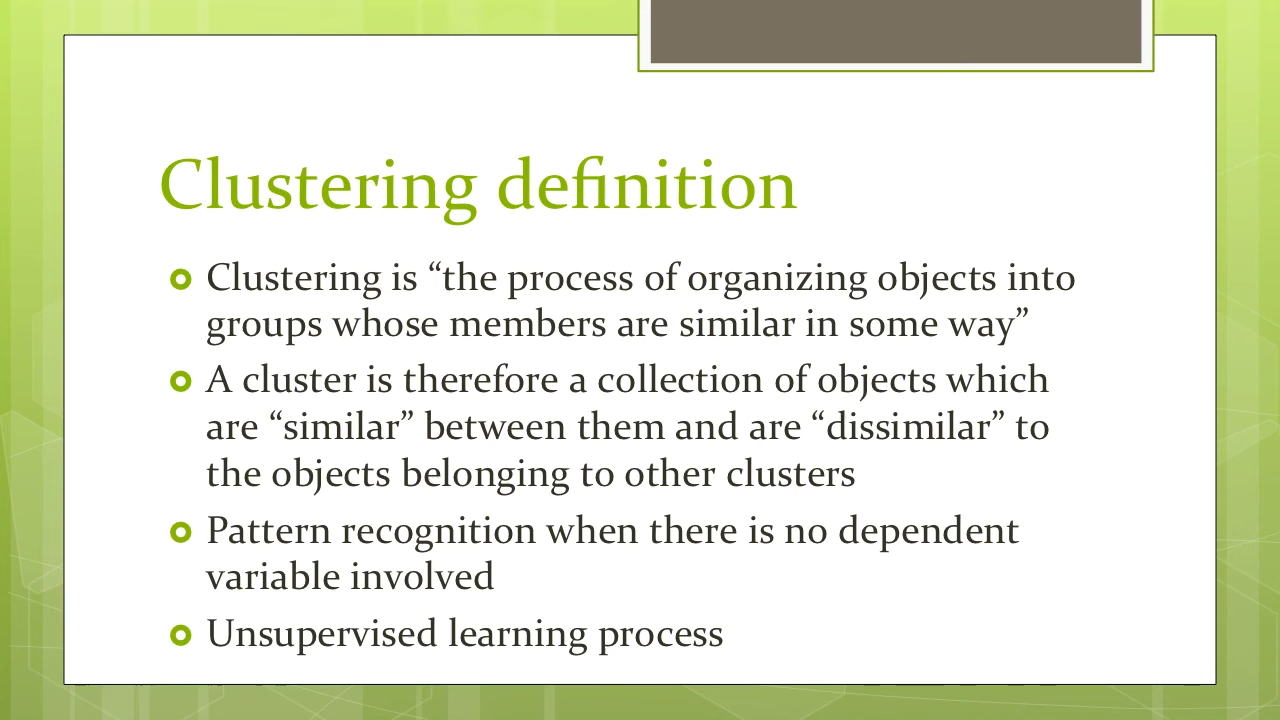 Clustering definition
Clustering is “the process of organizing objects into
groups whose members are similar in some way”
A cluster is therefore a collection of objects which
are “similar” between them and are “dissimilar” to
the objects belonging to other clusters
Pattern recognition when there is no dependent
variable involved
Unsupervised learning process